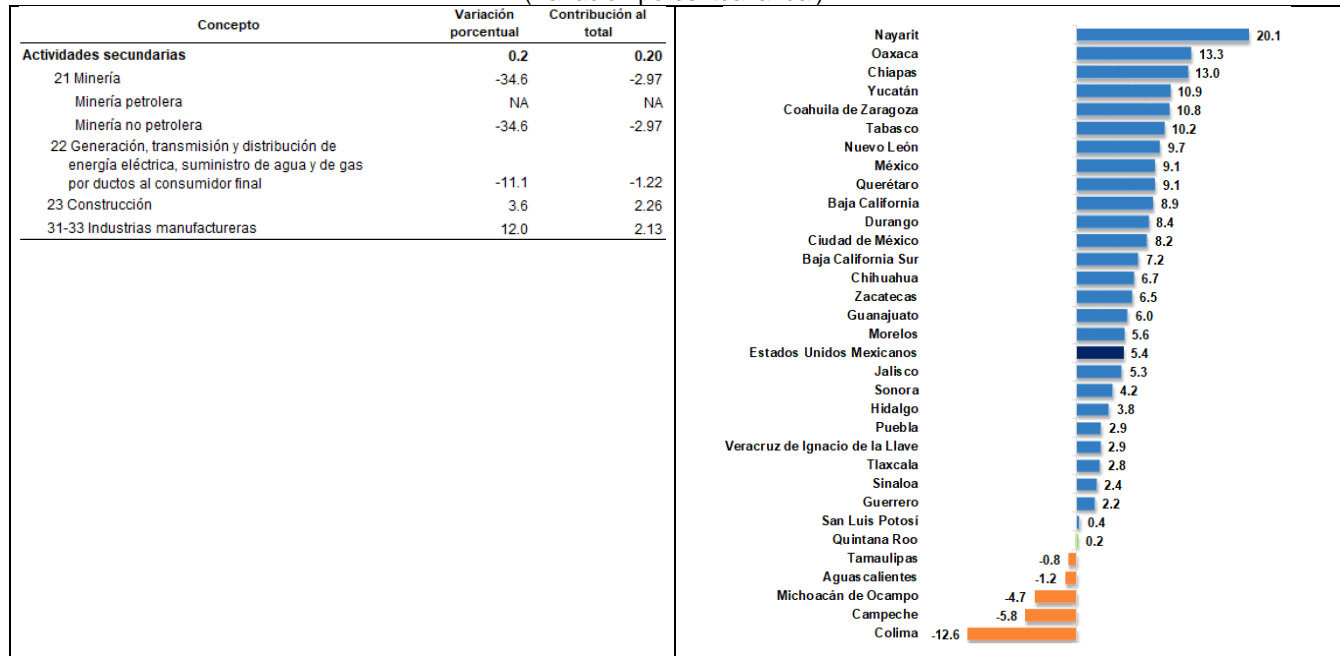 Concepto
Variación porcentual
Contribución al total
Actividades secundarias 0.2 0.20
21 Minería -34.6 -2.97
Minería petrolera NA NA
Minería no petrolera -34.6 -2.97
22 Generación, transmisión y distribución de
energía eléctrica, suministro de agua y de gas
por ductos al consumidor final -11.1 -1.22
23 Construcción 3.6 2.26
31-33 Industrias manufactureras 12.0 2.13
Nayarit 20.1
Oaxaca 13.3
Chiapas 13.0
Yucatán 10.9
Coahuila de Zaragoza 10.8
Tabasco 10.2
Nuevo León 9.7
México 9.1
Querétaro 9.1
Baja California 8.9
Durango 8.4
Ciudad de México 8.2
Baja California Sur 7.2
Chihuahua 6.7
Zacatecas 6.5
Guanajuato 6.0
Morelos 5.6
Estados Unidos Mexicanos 5.4
Jalisco 5.3
Sonora 4.2
Hidalgo 3.8
Puebla 2.9
Veracruz de Ignacio de la Llave 2.9
Tlaxcala 2.8
Sinaloa 2.4
Guerrero 2.2
San Luis Potosí 0.4
Quintana Roo 0.2
Tamaulipas -0.8
Aguascalientes -1.2
Michoacán de Ocampo -4.7
Campeche -5.8
Colima -12.6